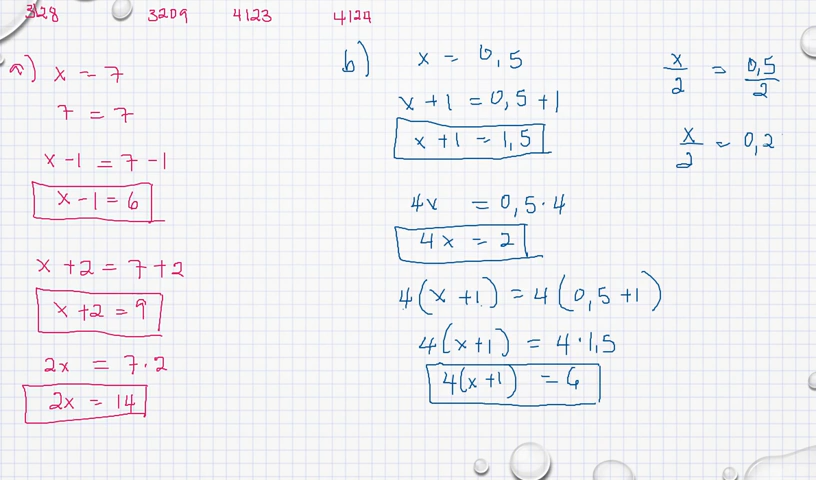 3128 3209 4123 4124
a) x = 7
7 = 7
x - 1 = 7 - 1
x - 1 = 6
x + 2 = 7 + 2
x + 2 = 9
2x = 7 · 2
2x = 14
b) x = 0,5
x + 1 = 0,5 + 1
x + 1 = 1,5
4x = 0,5 · 4
4x = 2
4(x + 1) = 4(0,5 + 1)
4(x + 1) = 4 · 1,5
4(x + 1) = 6
x/2 = 0,5/2
x/2 = 0,2